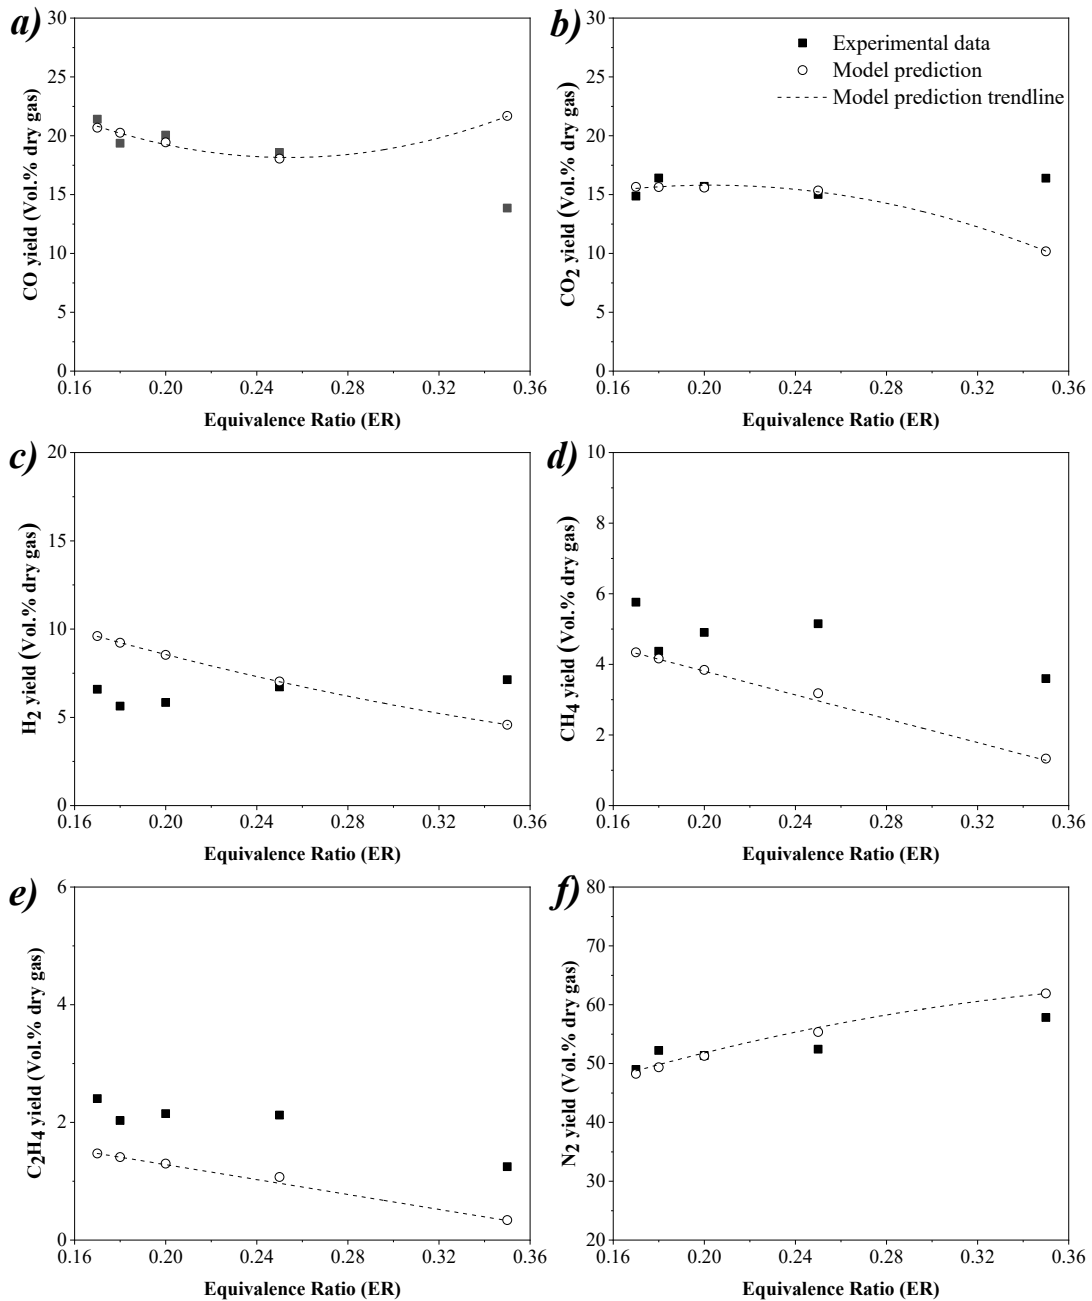 a)
30
25
20
15
10
5
0
CO yield (Vol.% dry gas)
0.16 0.20 0.24 0.28 0.32 0.36
Equivalence Ratio (ER)
b)
Experimental data
Model prediction
Model prediction trendline
30
25
20
15
10
5
0
CO2 yield (Vol.% dry gas)
0.16 0.20 0.24 0.28 0.32 0.36
Equivalence Ratio (ER)
c)
20
15
10
5
0
H2 yield (Vol.% dry gas)
0.16 0.20 0.24 0.28 0.32 0.36
Equivalence Ratio (ER)
d)
10
8
6
4
2
0
CH4 yield (Vol.% dry gas)
0.16 0.20 0.24 0.28 0.32 0.36
Equivalence Ratio (ER)
e)
6
4
2
0
C2H4 yield (Vol.% dry gas)
0.16 0.20 0.24 0.28 0.32 0.36
Equivalence Ratio (ER)
f)
80
70
60
50
40
30
20
N2 yield (Vol.% dry gas)
0.16 0.20 0.24 0.28 0.32 0.36
Equivalence Ratio (ER)